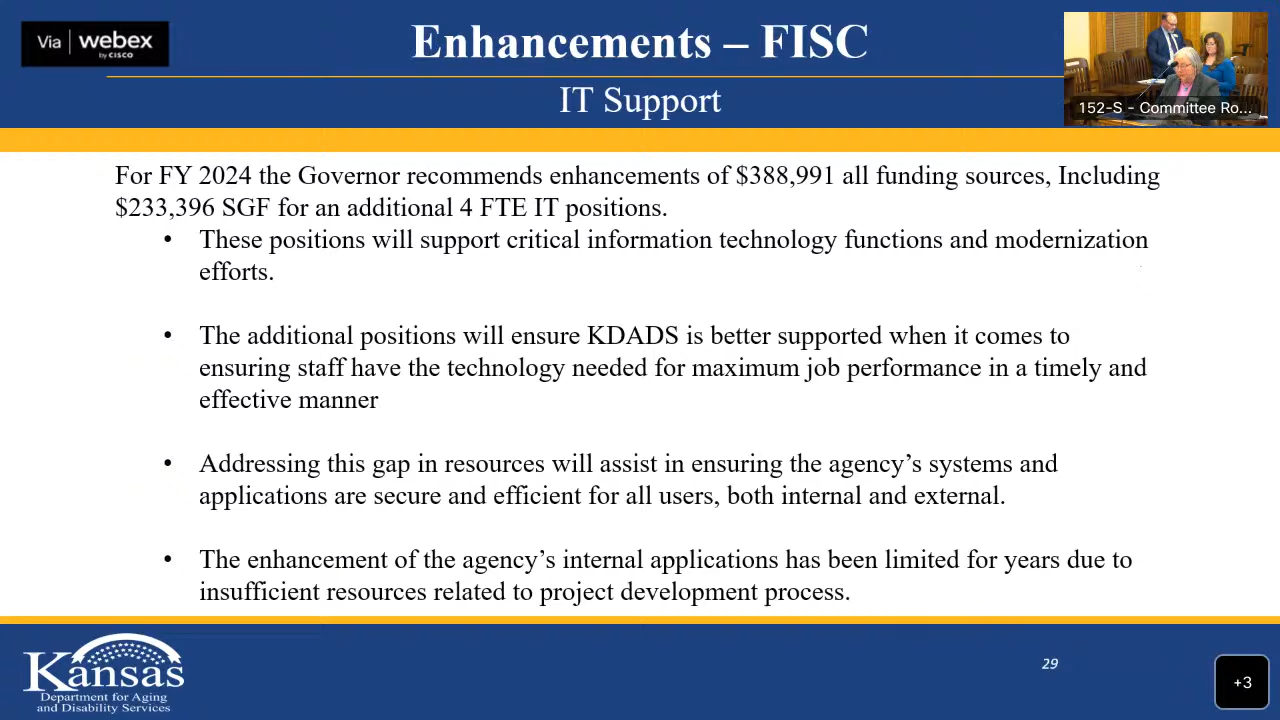 Via | webex
by CISCO
Enhancements – FISC
IT Support
152-S - Committee Ro...
For FY 2024 the Governor recommends enhancements of $388,991 all funding sources, Including
$233,396 SGF for an additional 4 FTE IT positions.
• These positions will support critical information technology functions and modernization
efforts.
• The additional positions will ensure KDADS is better supported when it comes to
ensuring staff have the technology needed for maximum job performance in a timely and
effective manner
• Addressing this gap in resources will assist in ensuring the agency’s systems and
applications are secure and efficient for all users, both internal and external.
• The enhancement of the agency’s internal applications has been limited for years due to
insufficient resources related to project development process.
Kansas
Department for Aging
and Disability Services
29
+3